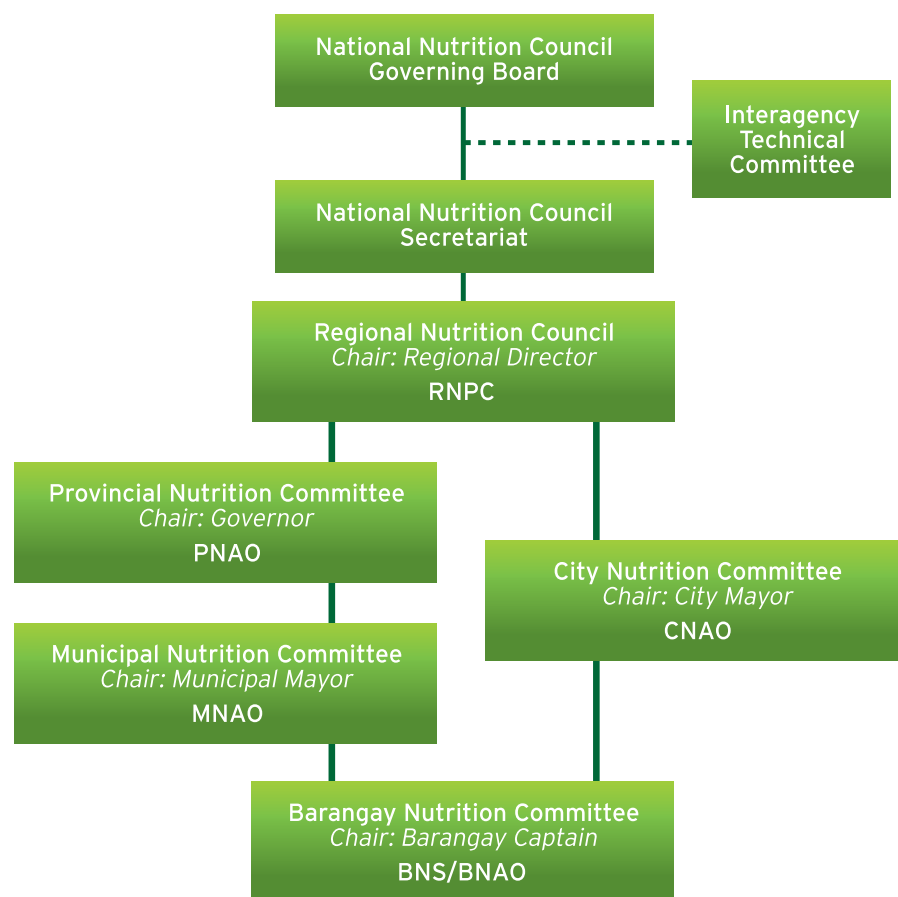 National Nutrition Council
Governing Board
Interagency
Technical
Committee
National Nutrition Council
Secretariat
Regional Nutrition Council
Chair: Regional Director
RNPC
Provincial Nutrition Committee
Chair: Governor
PNAO
City Nutrition Committee
Chair: City Mayor
CNAO
Municipal Nutrition Committee
Chair: Municipal Mayor
MNAO
Barangay Nutrition Committee
Chair: Barangay Captain
BNS/BNAO